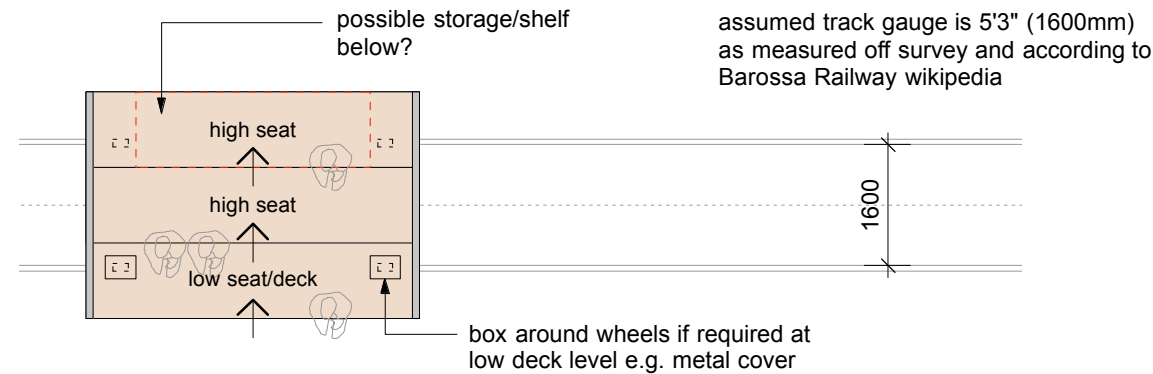 possible storage/shelf
below?
assumed track gauge is 5'3" (1600mm)
as measured off survey and according to
Barossa Railway wikipedia
high seat
high seat
1600
low seat/deck
box around wheels if required at
low deck level e.g. metal cover